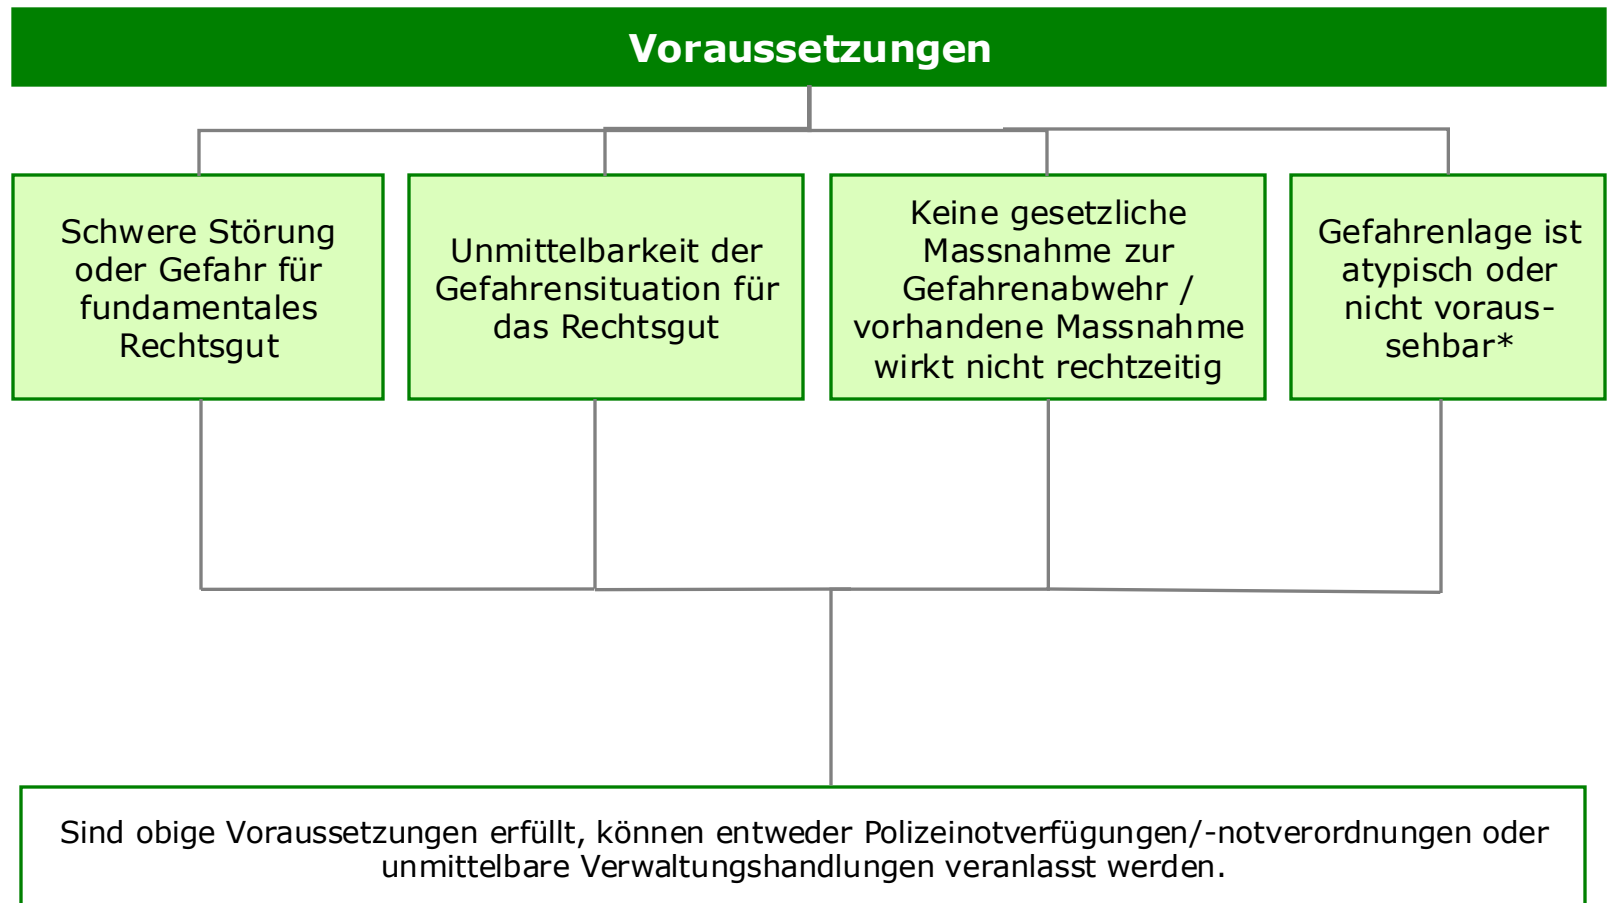 Voraussetzungen
Schwere Störung
oder Gefahr für
fundamentales
Rechtsgut
Unmittelbarkeit der
Gefahrensituation für
das Rechtsgut
Keine gesetzliche
Massnahme zur
Gefahrenabwehr /
vorhandene Massnahme
wirkt nicht rechtzeitig
Gefahrenlage ist
atypisch oder
nicht voraus-
sehbar*
Sind obige Voraussetzungen erfüllt, können entweder Polizeinotverfügungen/-notverordnungen oder
unmittelbare Verwaltungshandlungen veranlasst werden.